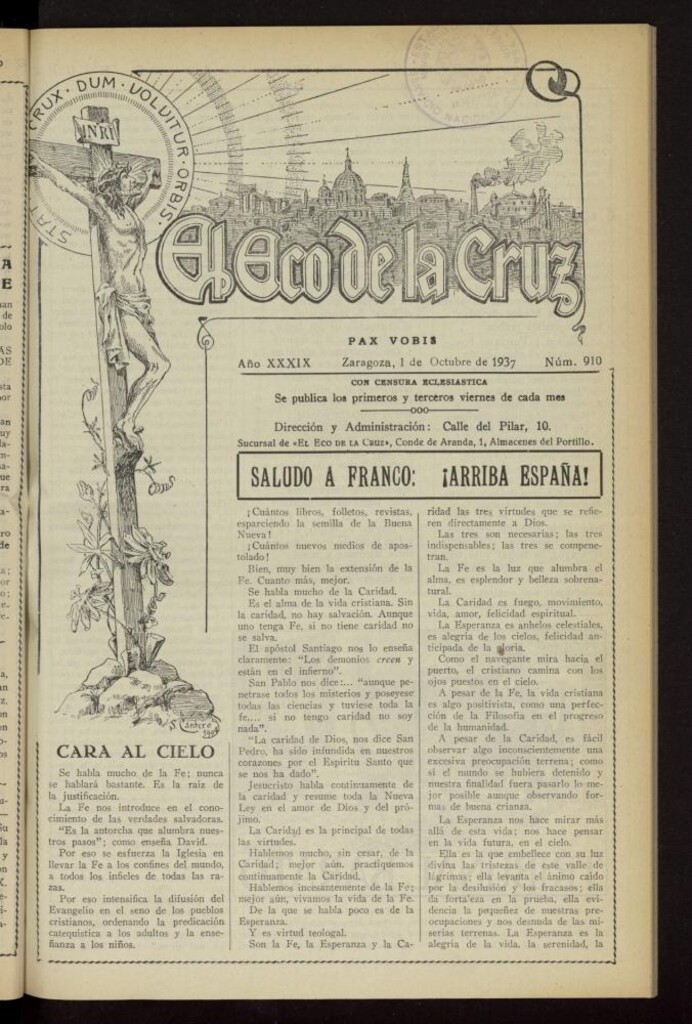 STAT CRUX · DUM · VOLVITUR · ORBIS ·
INRI
El Eco de la Cruz
PAX VOBIS
Año XXXIX Zaragoza, 1 de Octubre de 1937 Núm. 910
CON CENSURA ECLESIASTICA
Se publica los primeros y terceros viernes de cada mes
Dirección y Administración: Calle del Pilar, 10.
Sucursal de «EL ECO DE LA CRUZ», Conde de Aranda, 1, Almacenes del Portillo.
SALUDO A FRANCO: ¡ARRIBA ESPAÑA!
CARA AL CIELO
Se habla mucho de la Fe; nunca
se hablará bastante. Es la raíz de
la justificación.
La Fe nos introduce en el cono-
cimiento de las verdades salvadoras.
"Es la antorcha que alumbra nues-
tros pasos"; como enseña David.
Por eso se esfuerza la Iglesia en
llevar la Fe a los confines del mundo,
a todos los infieles de todas las ra-
zas.
Por eso intensifica la difusión del
Evangelio en el seno de los pueblos
cristianos, ordenando la predicación
catequística a los adultos y la ense-
ñanza a los niños.
¡Cuántos libros, folletos, revistas,
esparciendo la semilla de la Buena
Nueva!
¡Cuántos nuevos medios de apos-
tolado!
Bien, muy bien la extensión de la
Fe. Cuanto más, mejor.
Se habla mucho de la Caridad.
Es el alma de la vida cristiana. Sin
la caridad, no hay salvación. Aunque
uno tenga Fe, si no tiene caridad no
se salva.
El apóstol Santiago nos lo enseña
claramente: "Los demonios creen y
están en el infierno".
San Pablo nos dice:... "aunque pe-
netrase todos los misterios y poseyese
todas las ciencias y tuviese toda la
fe.... si no tengo caridad no soy
nada".
"La caridad de Dios, nos dice San
Pedro, ha sido infundida en nuestros
corazones por el Espíritu Santo que
se nos ha dado".
Jesucristo habla continuamente de
la caridad y resume toda la Nueva
Ley en el amor de Dios y del pró-
jimo.
La Caridad es la principal de todas
las virtudes.
Hablemos mucho, sin cesar, de la
Caridad; mejor aún, practiquemos
continuamente la Caridad.
Hablemos incesantemente de la Fe;
mejor aún, vivamos la vida de la Fe.
De la que se habla poco es de la
Esperanza.
Y es virtud teologal.
Son la Fe, la Esperanza y la Ca-
ridad las tres virtudes que se refie-
ren directamente a Dios.
Las tres son necesarias; las tres
indispensables; las tres se compene-
tran.
La Fe es la luz que alumbra el
alma, es esplendor y belleza sobrena-
tural.
La Caridad es fuego, movimiento,
vida, amor, felicidad espiritual.
La Esperanza es anhelos celestiales,
es alegría de los cielos, felicidad an-
ticipada de la gloria.
Como el navegante mira hacia el
puerto, el cristiano camina con los
ojos puestos en el cielo.
A pesar de la Fe, la vida cristiana
es algo positivista, como una perfec-
ción de la Filosofía en el progreso
de la humanidad.
A pesar de la Caridad, es fácil
observar algo inconscientemente una
excesiva preocupación terrena; como
si el mundo se hubiera detenido y
nuestra finalidad fuera pasarlo lo me-
jor posible aunque observando for-
mas de buena crianza.
La Esperanza nos hace mirar más
allá de esta vida; nos hace pensar
en la vida futura, en el cielo.
Ella es la que embellece con su luz
divina las tristezas de este valle de
lágrimas; ella levanta el ánimo caído
por la desilusión y los fracasos; ella
da fortaleza en la prueba, ella evi-
dencia la pequeñez de nuestras pre-
ocupaciones y nos desnuda de las mi-
serias terrenas. La Esperanza es la
alegría de la vida, la serenidad, la